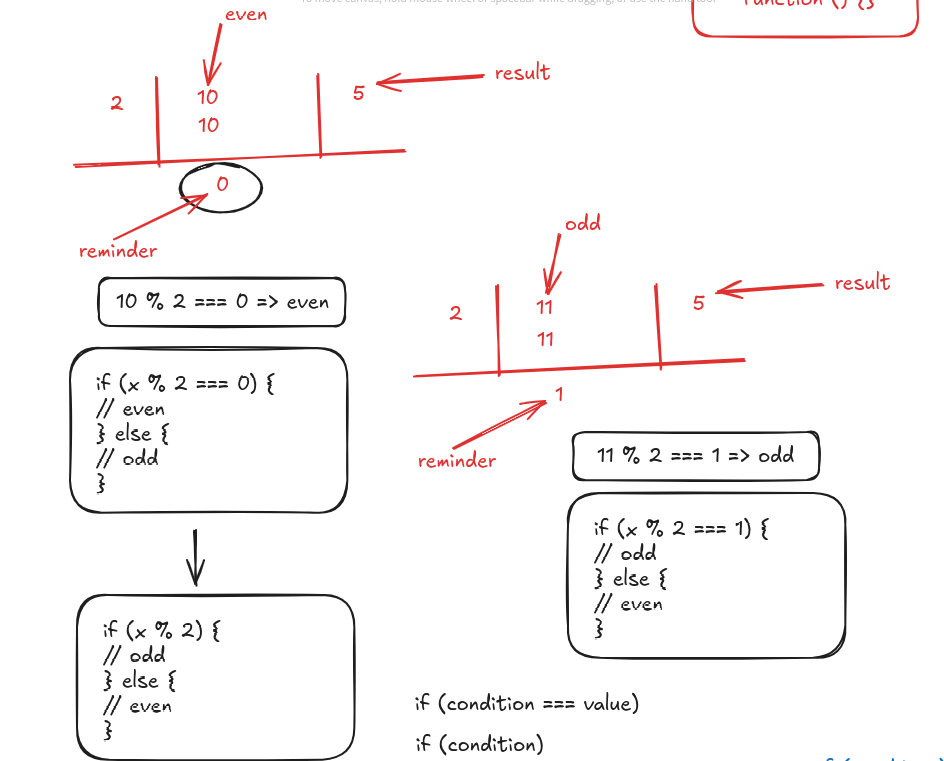 To move canvas, hold mouse wheel or spacebar while dragging, or use the hand tool
function () {}
even
result
2
10
5
10
0
reminder
10 % 2 === 0 => even
if (x % 2 === 0) {
// even
} else {
// odd
}
if (x % 2) {
// odd
} else {
// even
}
odd
result
2
11
5
11
1
reminder
11 % 2 === 1 => odd
if (x % 2 === 1) {
// odd
} else {
// even
}
if (condition === value)
if (condition)